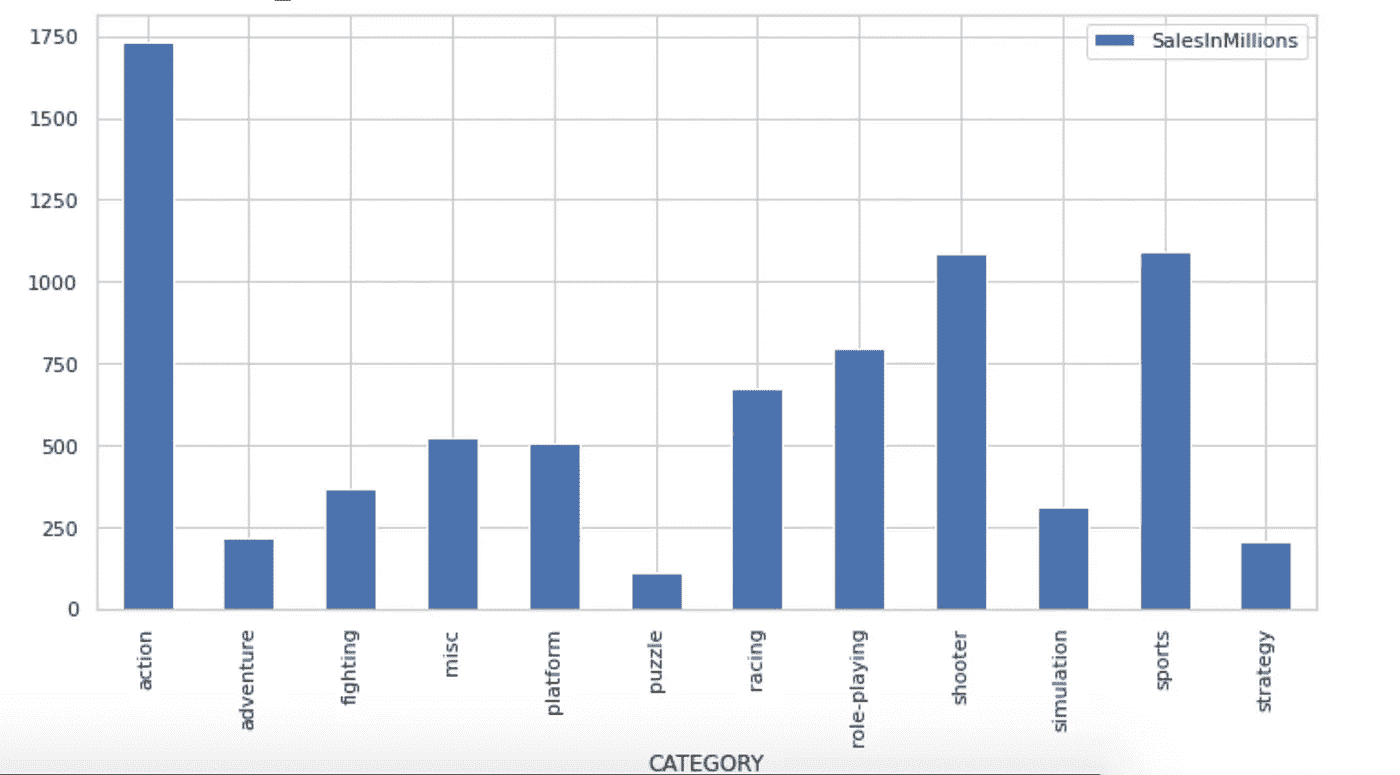 SalesInMillions
1750
1500
1250
1000
750
500
250
0
action
adventure
fighting
misc
platform
puzzle
racing
role-playing
shooter
simulation
sports
strategy
CATEGORY